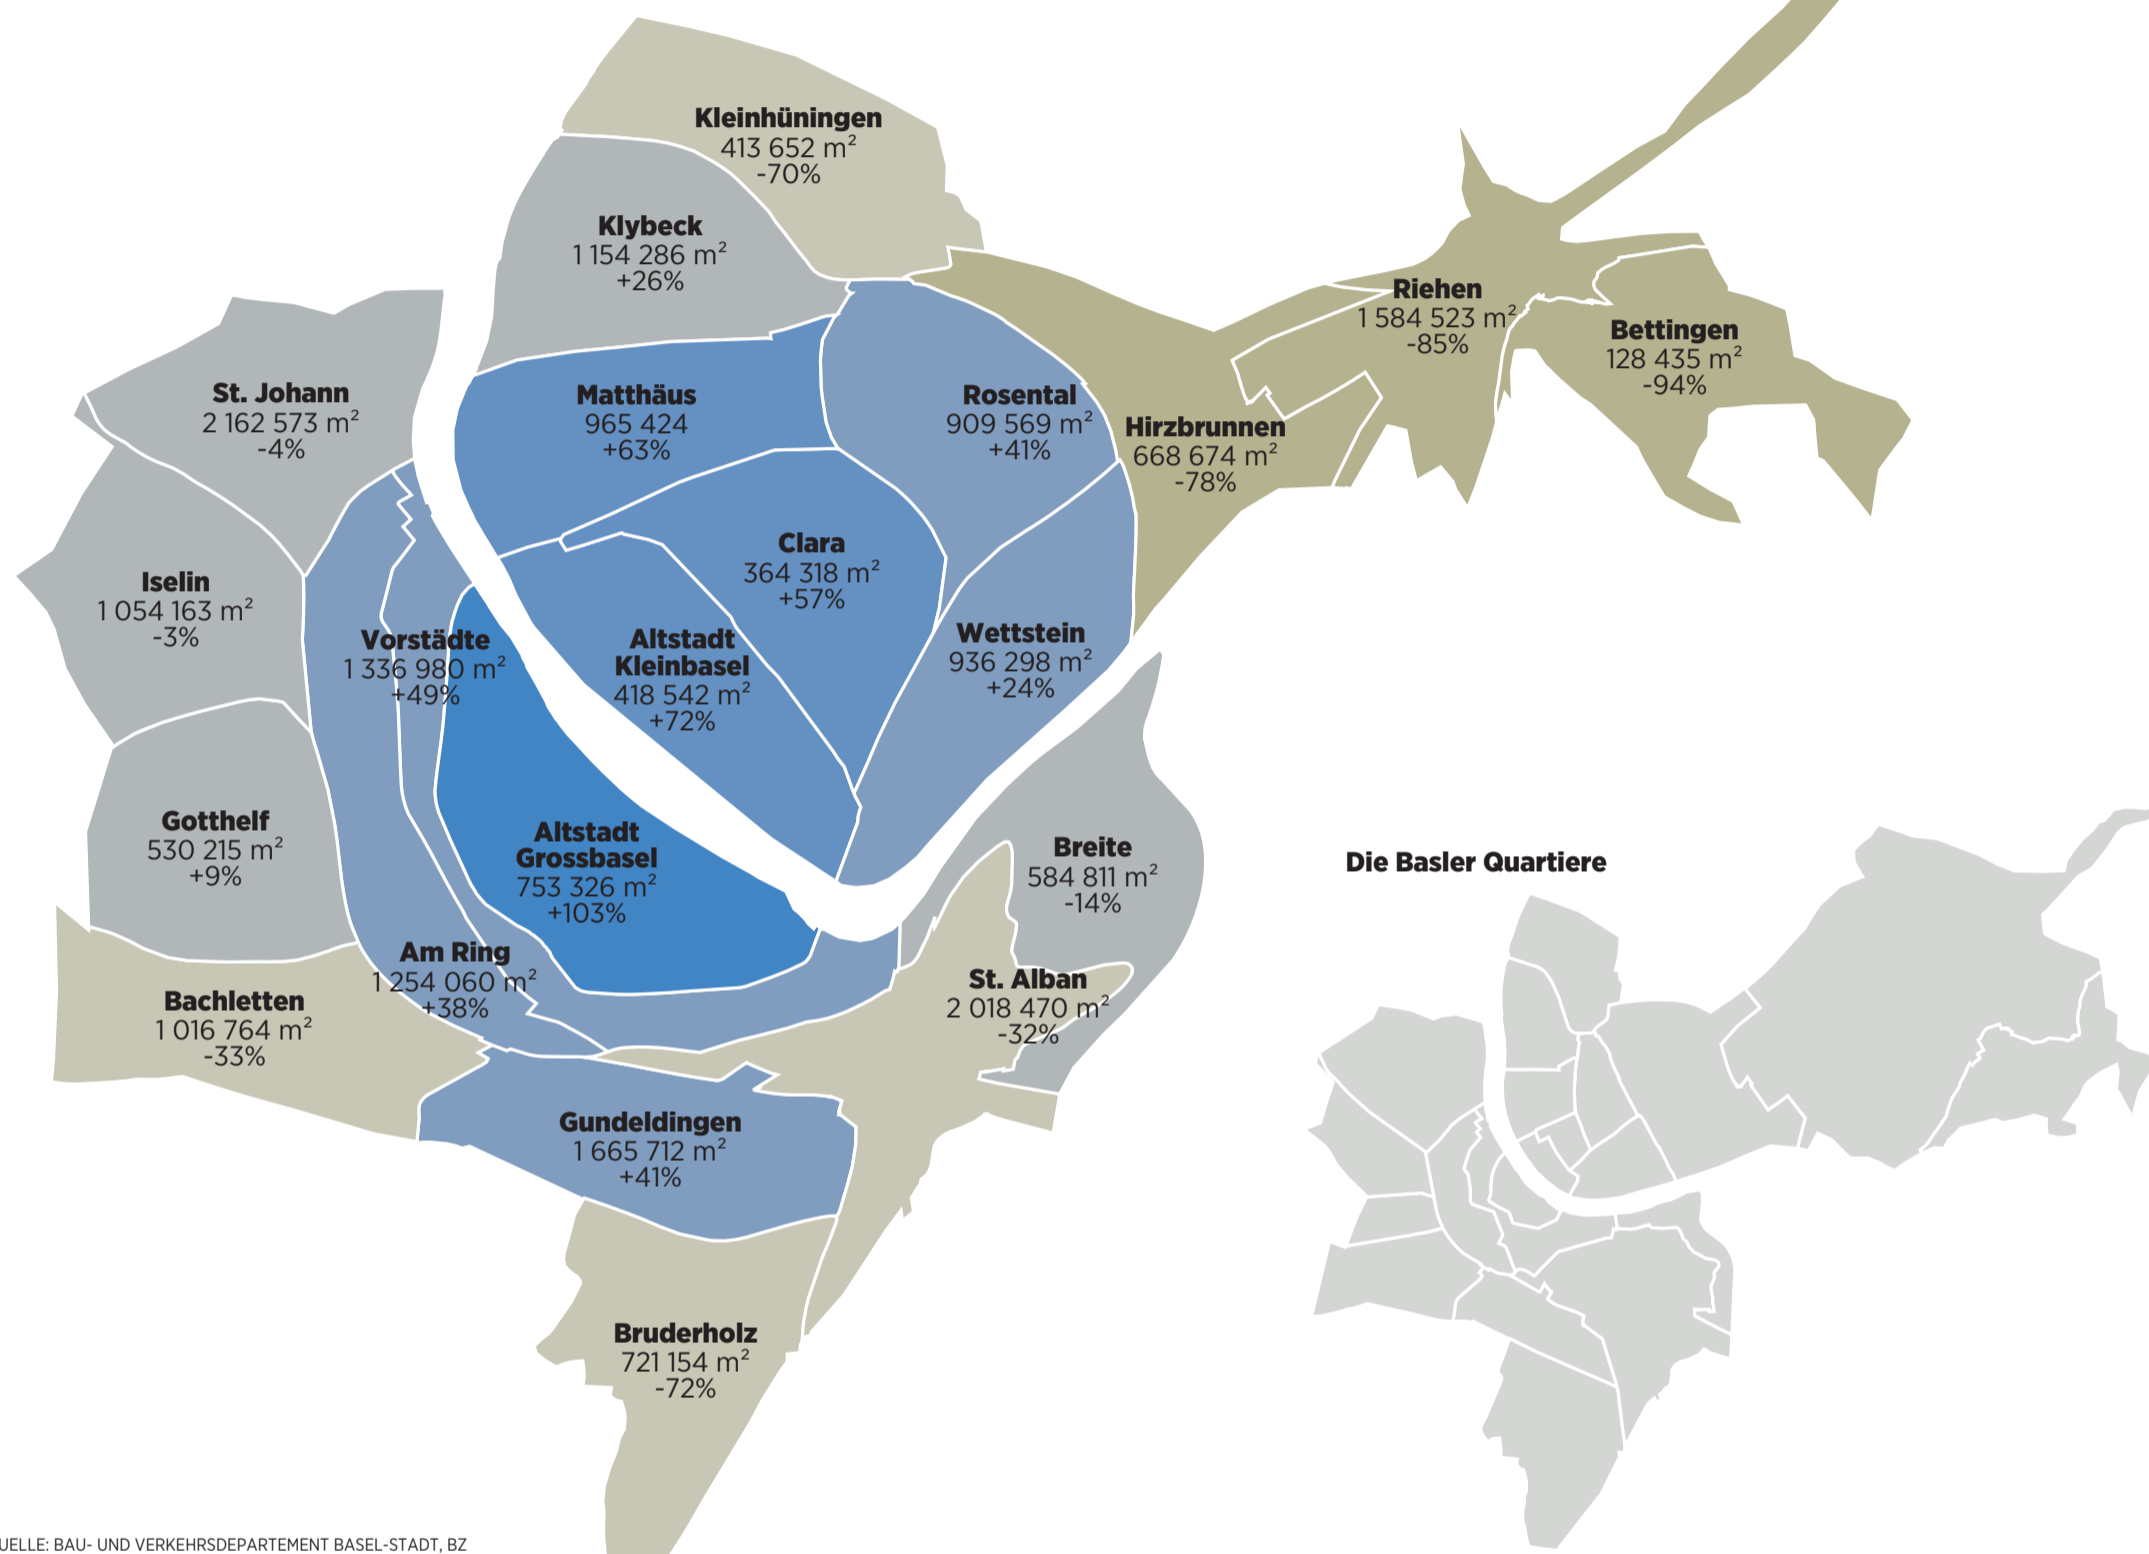 Kleinhüningen
413 652 m²
-70%
Klybeck
1 154 286 m²
+26%
Riehen
1 584 523 m²
-85%
Bettingen
128 435 m²
-94%
St. Johann
2 162 573 m²
-4%
Matthäus
965 424
+63%
Rosental
909 569 m²
+41%
Hirzbrunnen
668 674 m²
-78%
Clara
364 318 m²
+57%
Iselin
1 054 163 m²
-3%
Vorstädte
1 336 980 m²
+49%
Altstadt
Kleinbasel
418 542 m²
+72%
Wettstein
936 298 m²
+24%
Gotthelf
530 215 m²
+9%
Altstadt
Grossbasel
753 326 m²
+103%
Breite
584 811 m²
-14%
Die Basler Quartiere
Am Ring
1 254 060 m²
+38%
St. Alban
2 018 470 m²
-32%
Bachletten
1 016 764 m²
-33%
Gundeldingen
1 665 712 m²
+41%
Bruderholz
721 154 m²
-72%
UELLE: BAU- UND VERKEHRSDEPARTEMENT BASEL-STADT, BZ